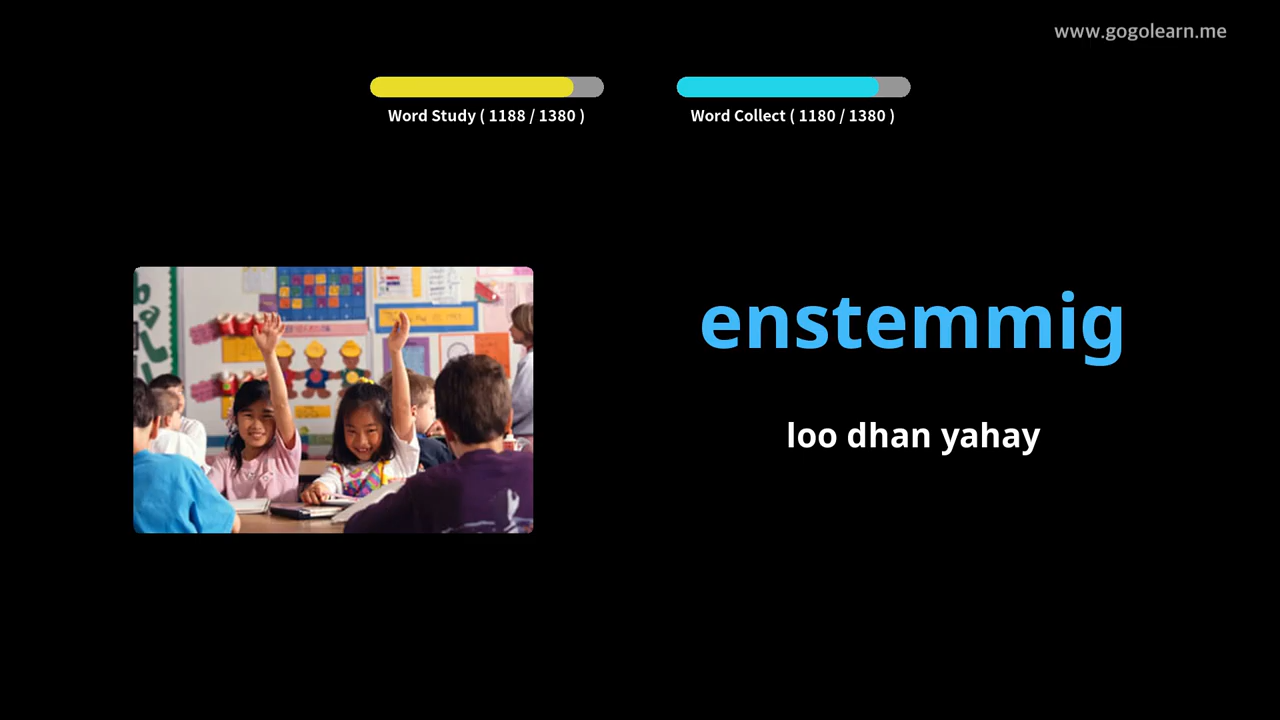 www.gogolearn.me
Word Study ( 1188 / 1380 )
Word Collect ( 1180 / 1380 )
enstemmig
loo dhan yahay